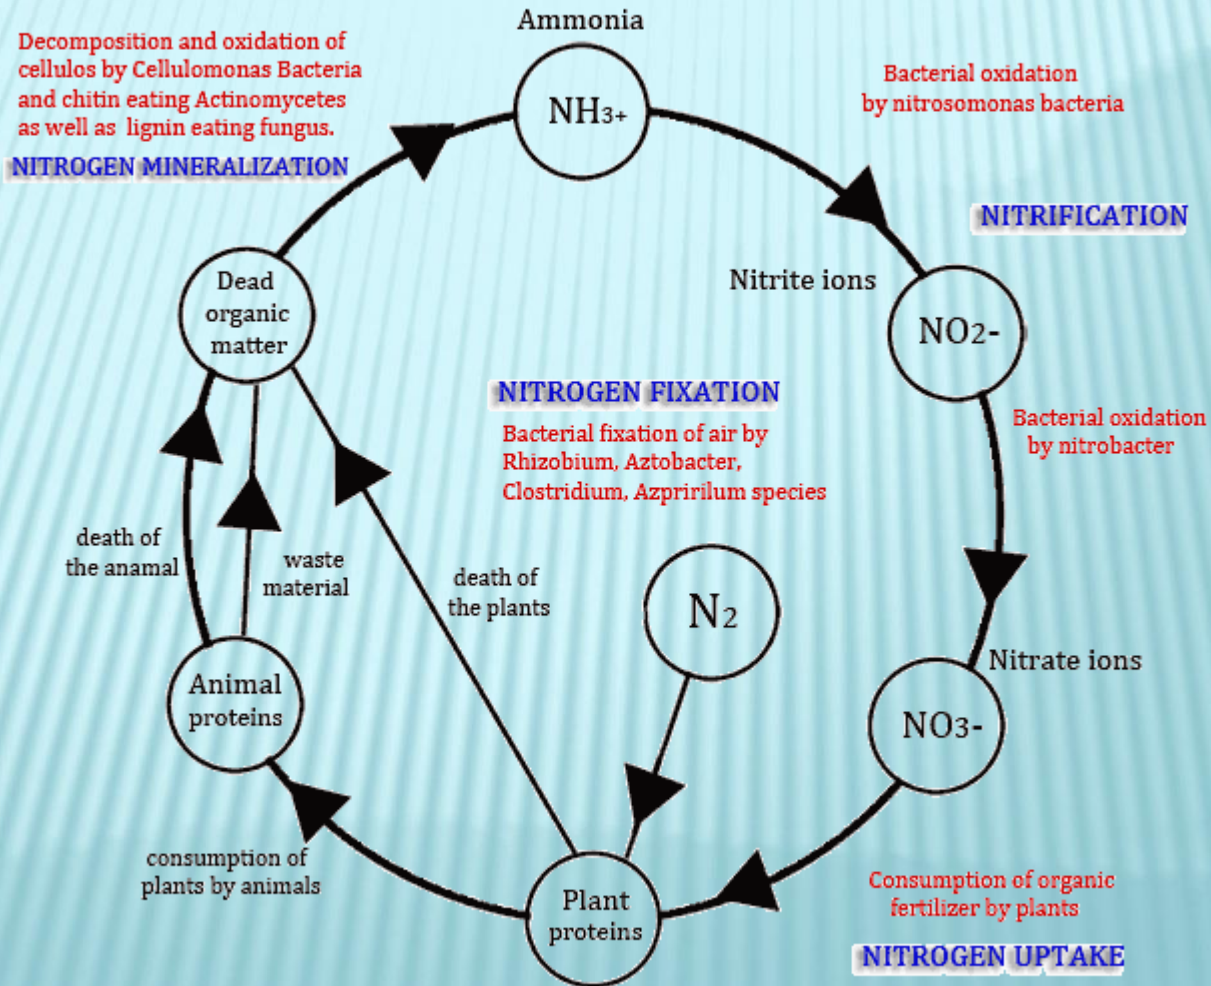 Ammonia
NH3+
Decomposition and oxidation of
cellulos by Cellulomonas Bacteria
and chitin eating Actinomycetes
as well as lignin eating fungus.
NITROGEN MINERALIZATION
Bacterial oxidation
by nitrosomonas bacteria
NITRIFICATION
Dead
organic
matter
Nitrite ions
NO2-
NITROGEN FIXATION
Bacterial fixation of air by
Rhizobium, Aztobacter,
Clostridium, Azpririlum species
Bacterial oxidation
by nitrobacter
death of
the anamal
waste
material
death of
the plants
N2
Nitrate ions
NO3-
Animal
proteins
consumption of
plants by animals
Plant
proteins
Consumption of organic
fertilizer by plants
NITROGEN UPTAKE